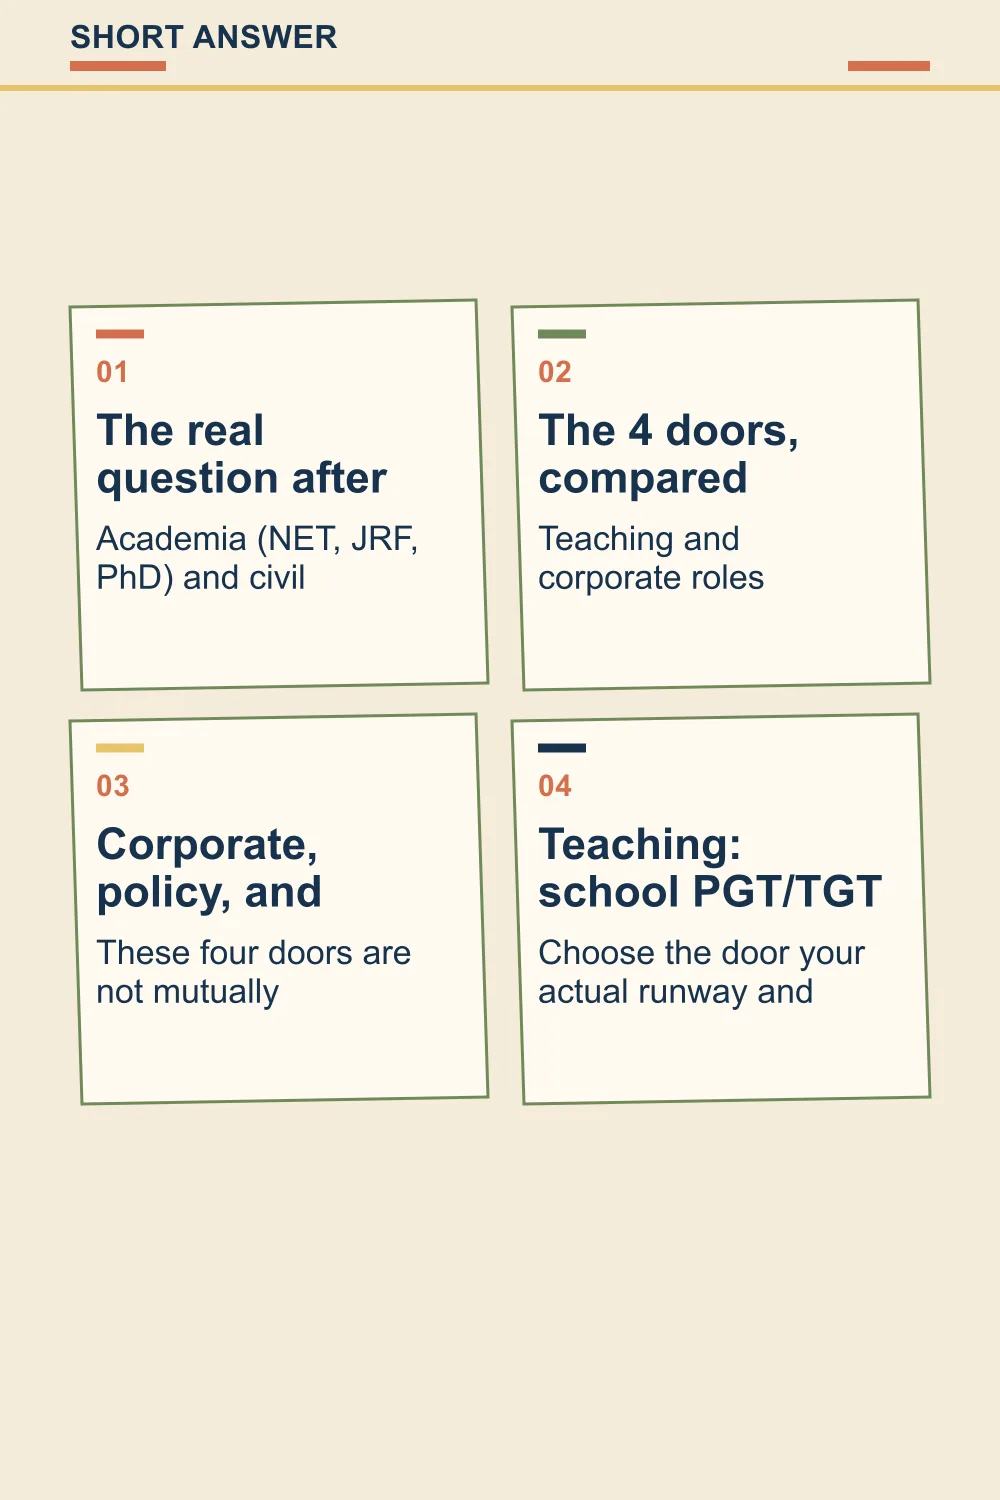 SHORT ANSWER
01
The real
question after
Academia (NET, JRF,
PhD) and civil
02
The 4 doors,
compared
Teaching and
corporate roles
03
Corporate,
policy, and
These four doors are
not mutually
04
Teaching:
school PGT/TGT
Choose the door your
actual runway and